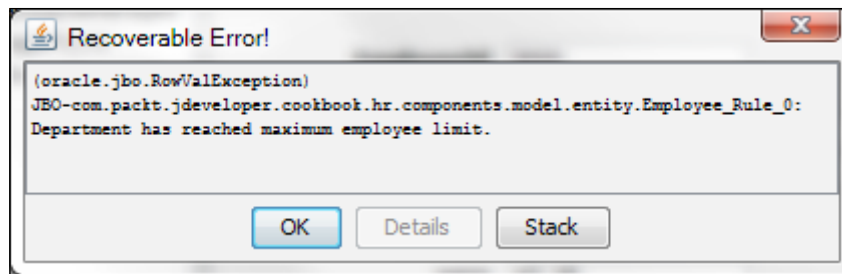 Recoverable Error!
(oracle.jbo.RowValException)
JBO-com.packt.jdeveloper.cookbook.hr.components.model.entity.Employee_Rule_0:
Department has reached maximum employee limit.
OK Details Stack